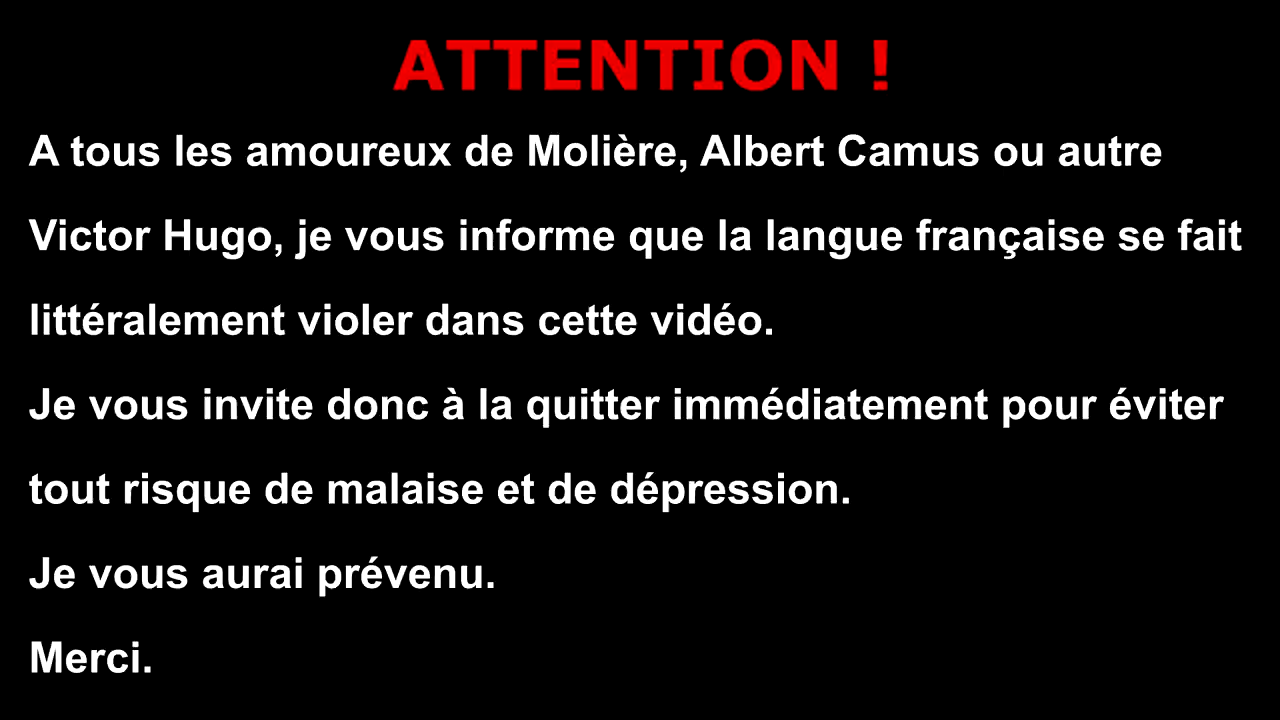 ATTENTION !
A tous les amoureux de Molière, Albert Camus ou autre
Victor Hugo, je vous informe que la langue française se fait
littéralement violer dans cette vidéo.
Je vous invite donc à la quitter immédiatement pour éviter
tout risque de malaise et de dépression.
Je vous aurai prévenu.
Merci.